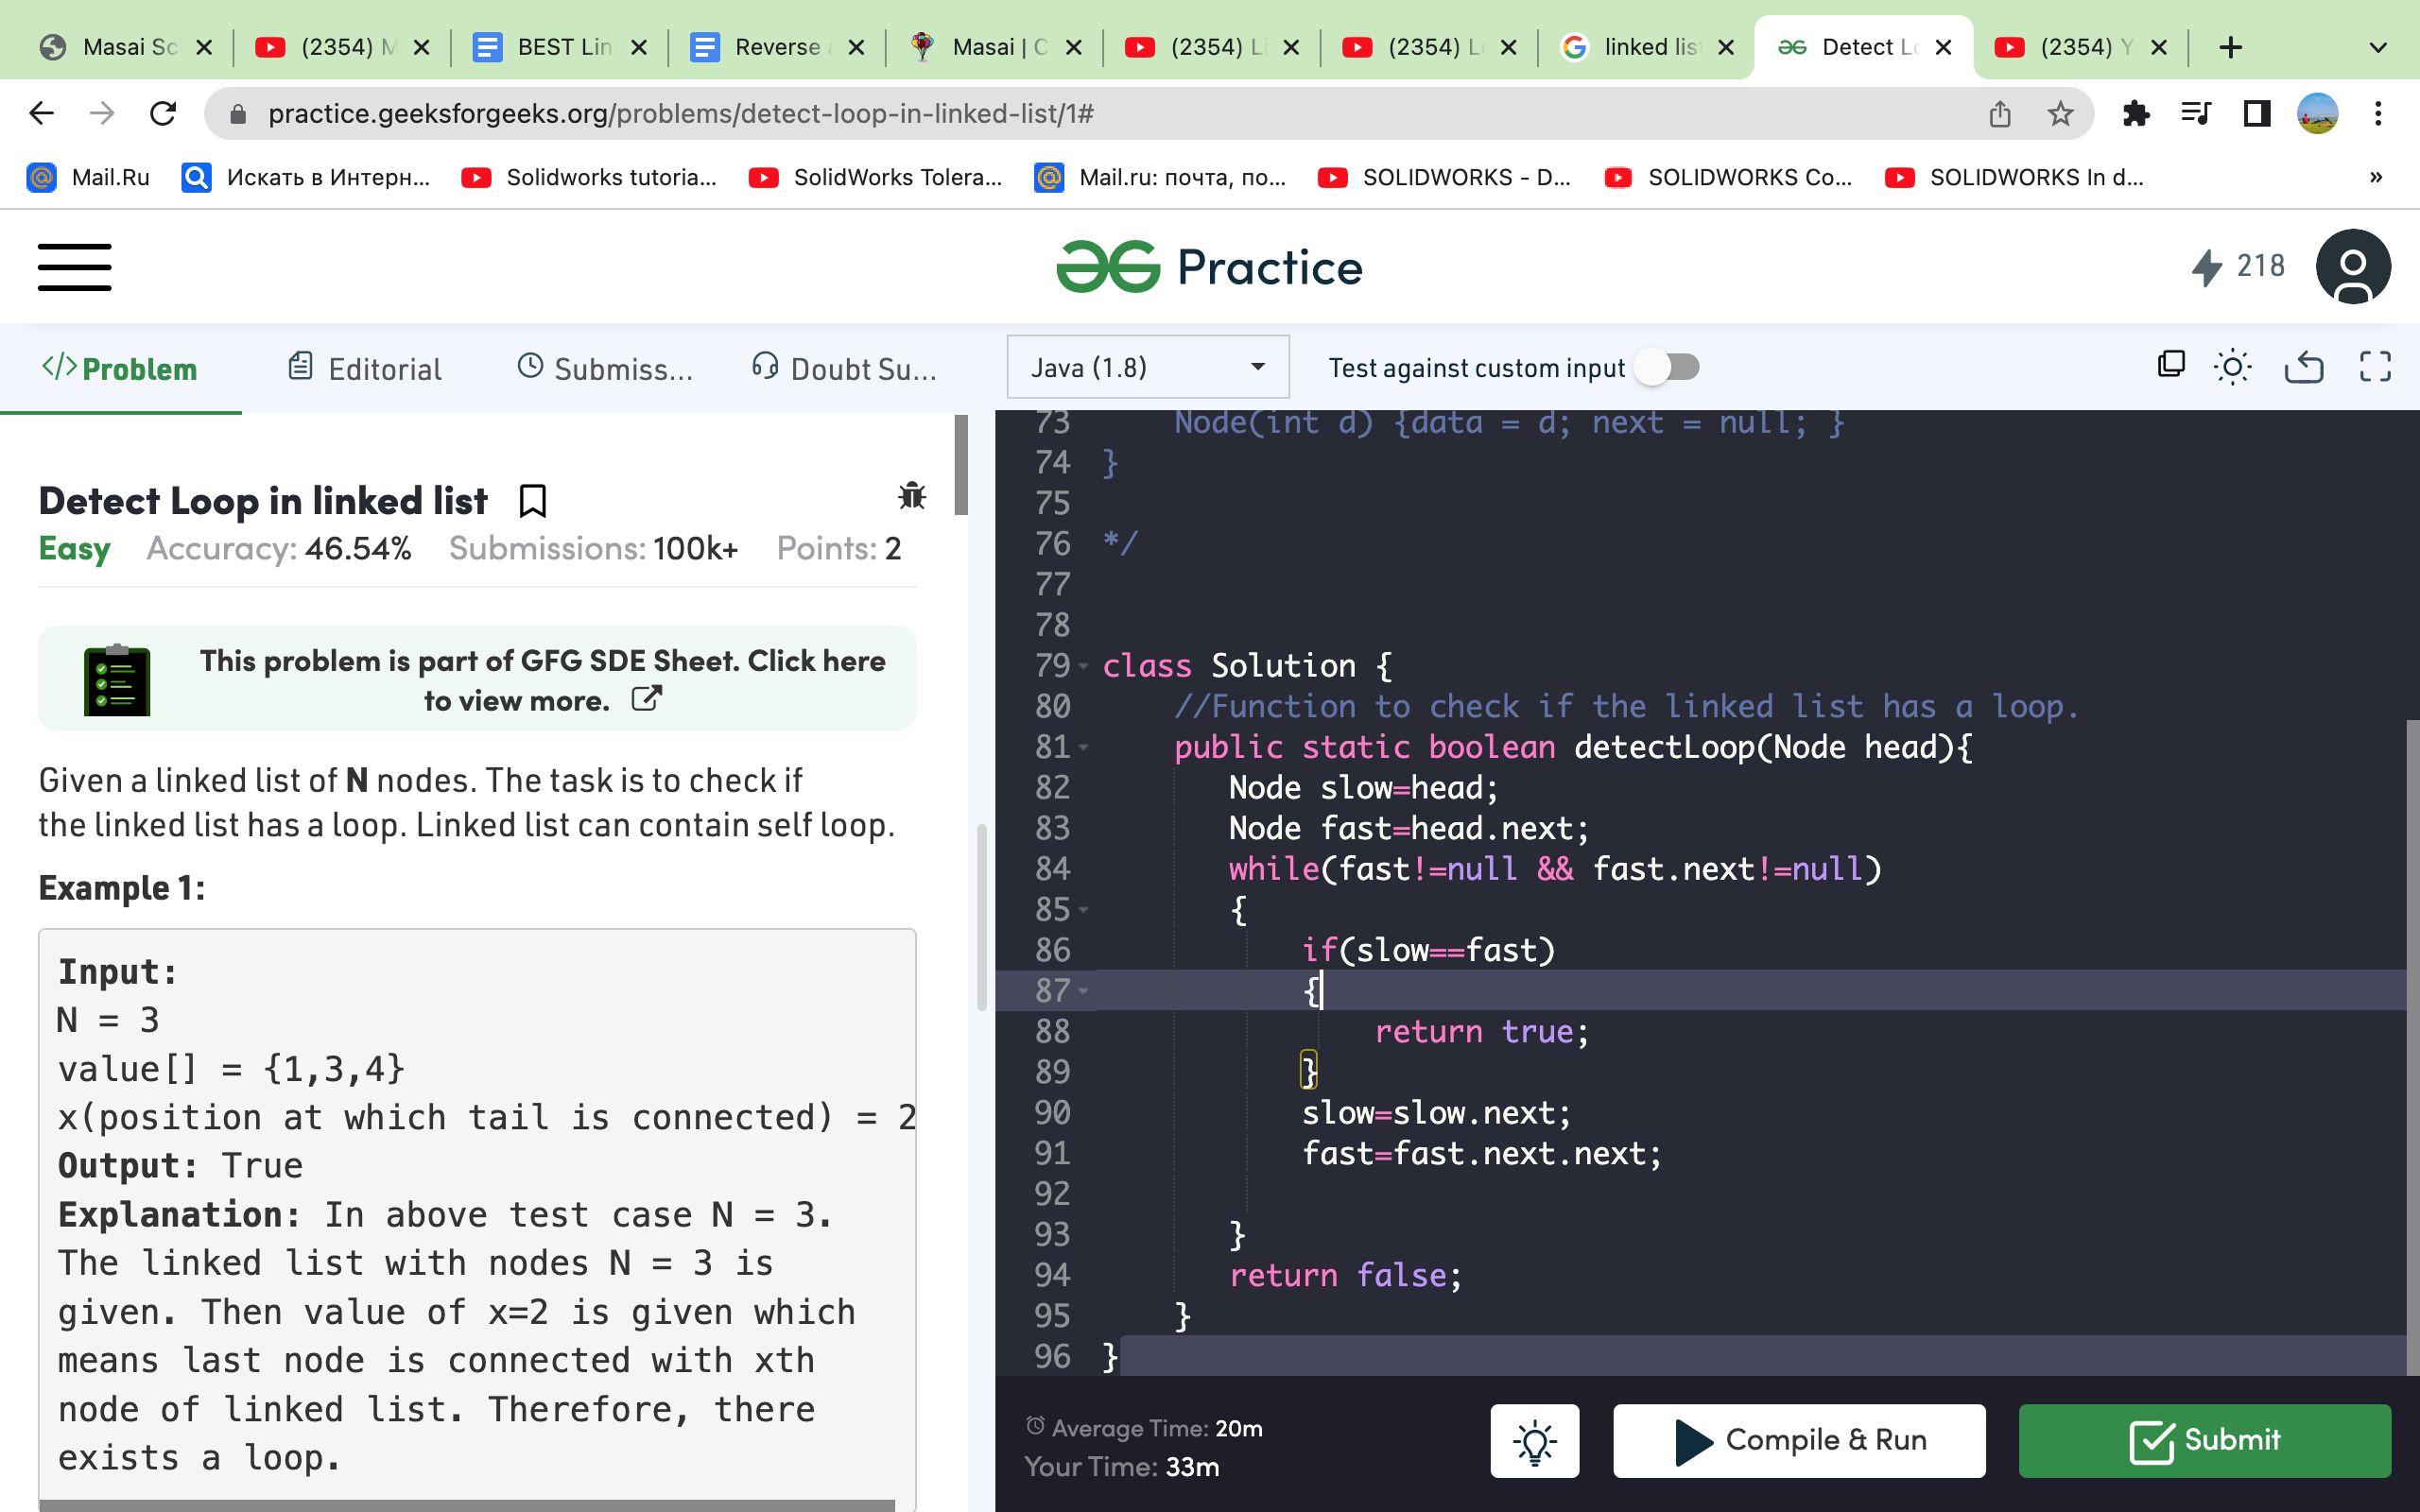 Masai Sc
(2354) M
BEST Lin
Reverse a
Masai | C
(2354) Li
(2354) Le
linked list
Detect Lo
(2354) Y
practice.geeksforgeeks.org/problems/detect-loop-in-linked-list/1#
Mail.Ru
Искать в Интерн...
Solidworks tutoria...
SolidWorks Tolera...
Mail.ru: почта, по...
SOLIDWORKS - D...
SOLIDWORKS Co...
SOLIDWORKS In d...
»
Practice
218
</> Problem
Editorial
Submiss...
Doubt Su...
Java (1.8)
Test against custom input
Detect Loop in linked list
Easy Accuracy: 46.54% Submissions: 100k+ Points: 2
This problem is part of GFG SDE Sheet. Click here
to view more.
Given a linked list of N nodes. The task is to check if
the linked list has a loop. Linked list can contain self loop.
Example 1:
Input:
N = 3
value[] = {1,3,4}
x(position at which tail is connected) = 2
Output: True
Explanation: In above test case N = 3.
The linked list with nodes N = 3 is
given. Then value of x=2 is given which
means last node is connected with xth
node of linked list. Therefore, there
exists a loop.
73 Node(int d) {data = d; next = null; }
74 }
75
76 */
77
78
79 class Solution {
80 //Function to check if the linked list has a loop.
81 public static boolean detectLoop(Node head){
82 Node slow=head;
83 Node fast=head.next;
84 while(fast!=null && fast.next!=null)
85 {
86 if(slow==fast)
87 {
88 return true;
89 }
90 slow=slow.next;
91 fast=fast.next.next;
92
93 }
94 return false;
95 }
96 }
Average Time: 20m
Your Time: 33m
Compile & Run
Submit